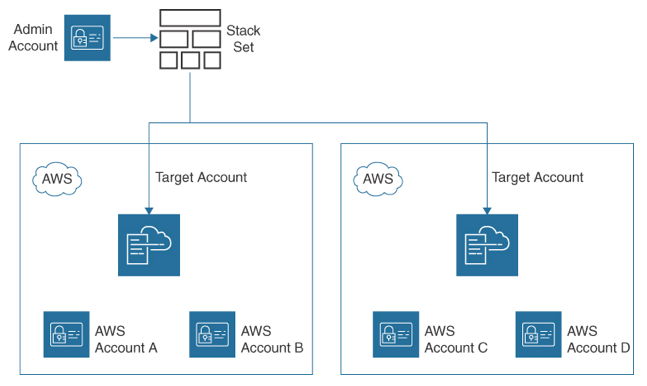 Admin
Account
Stack
Set
AWS
Target Account
AWS
Account A
AWS
Account B
AWS
Target Account
AWS
Account C
AWS
Account D